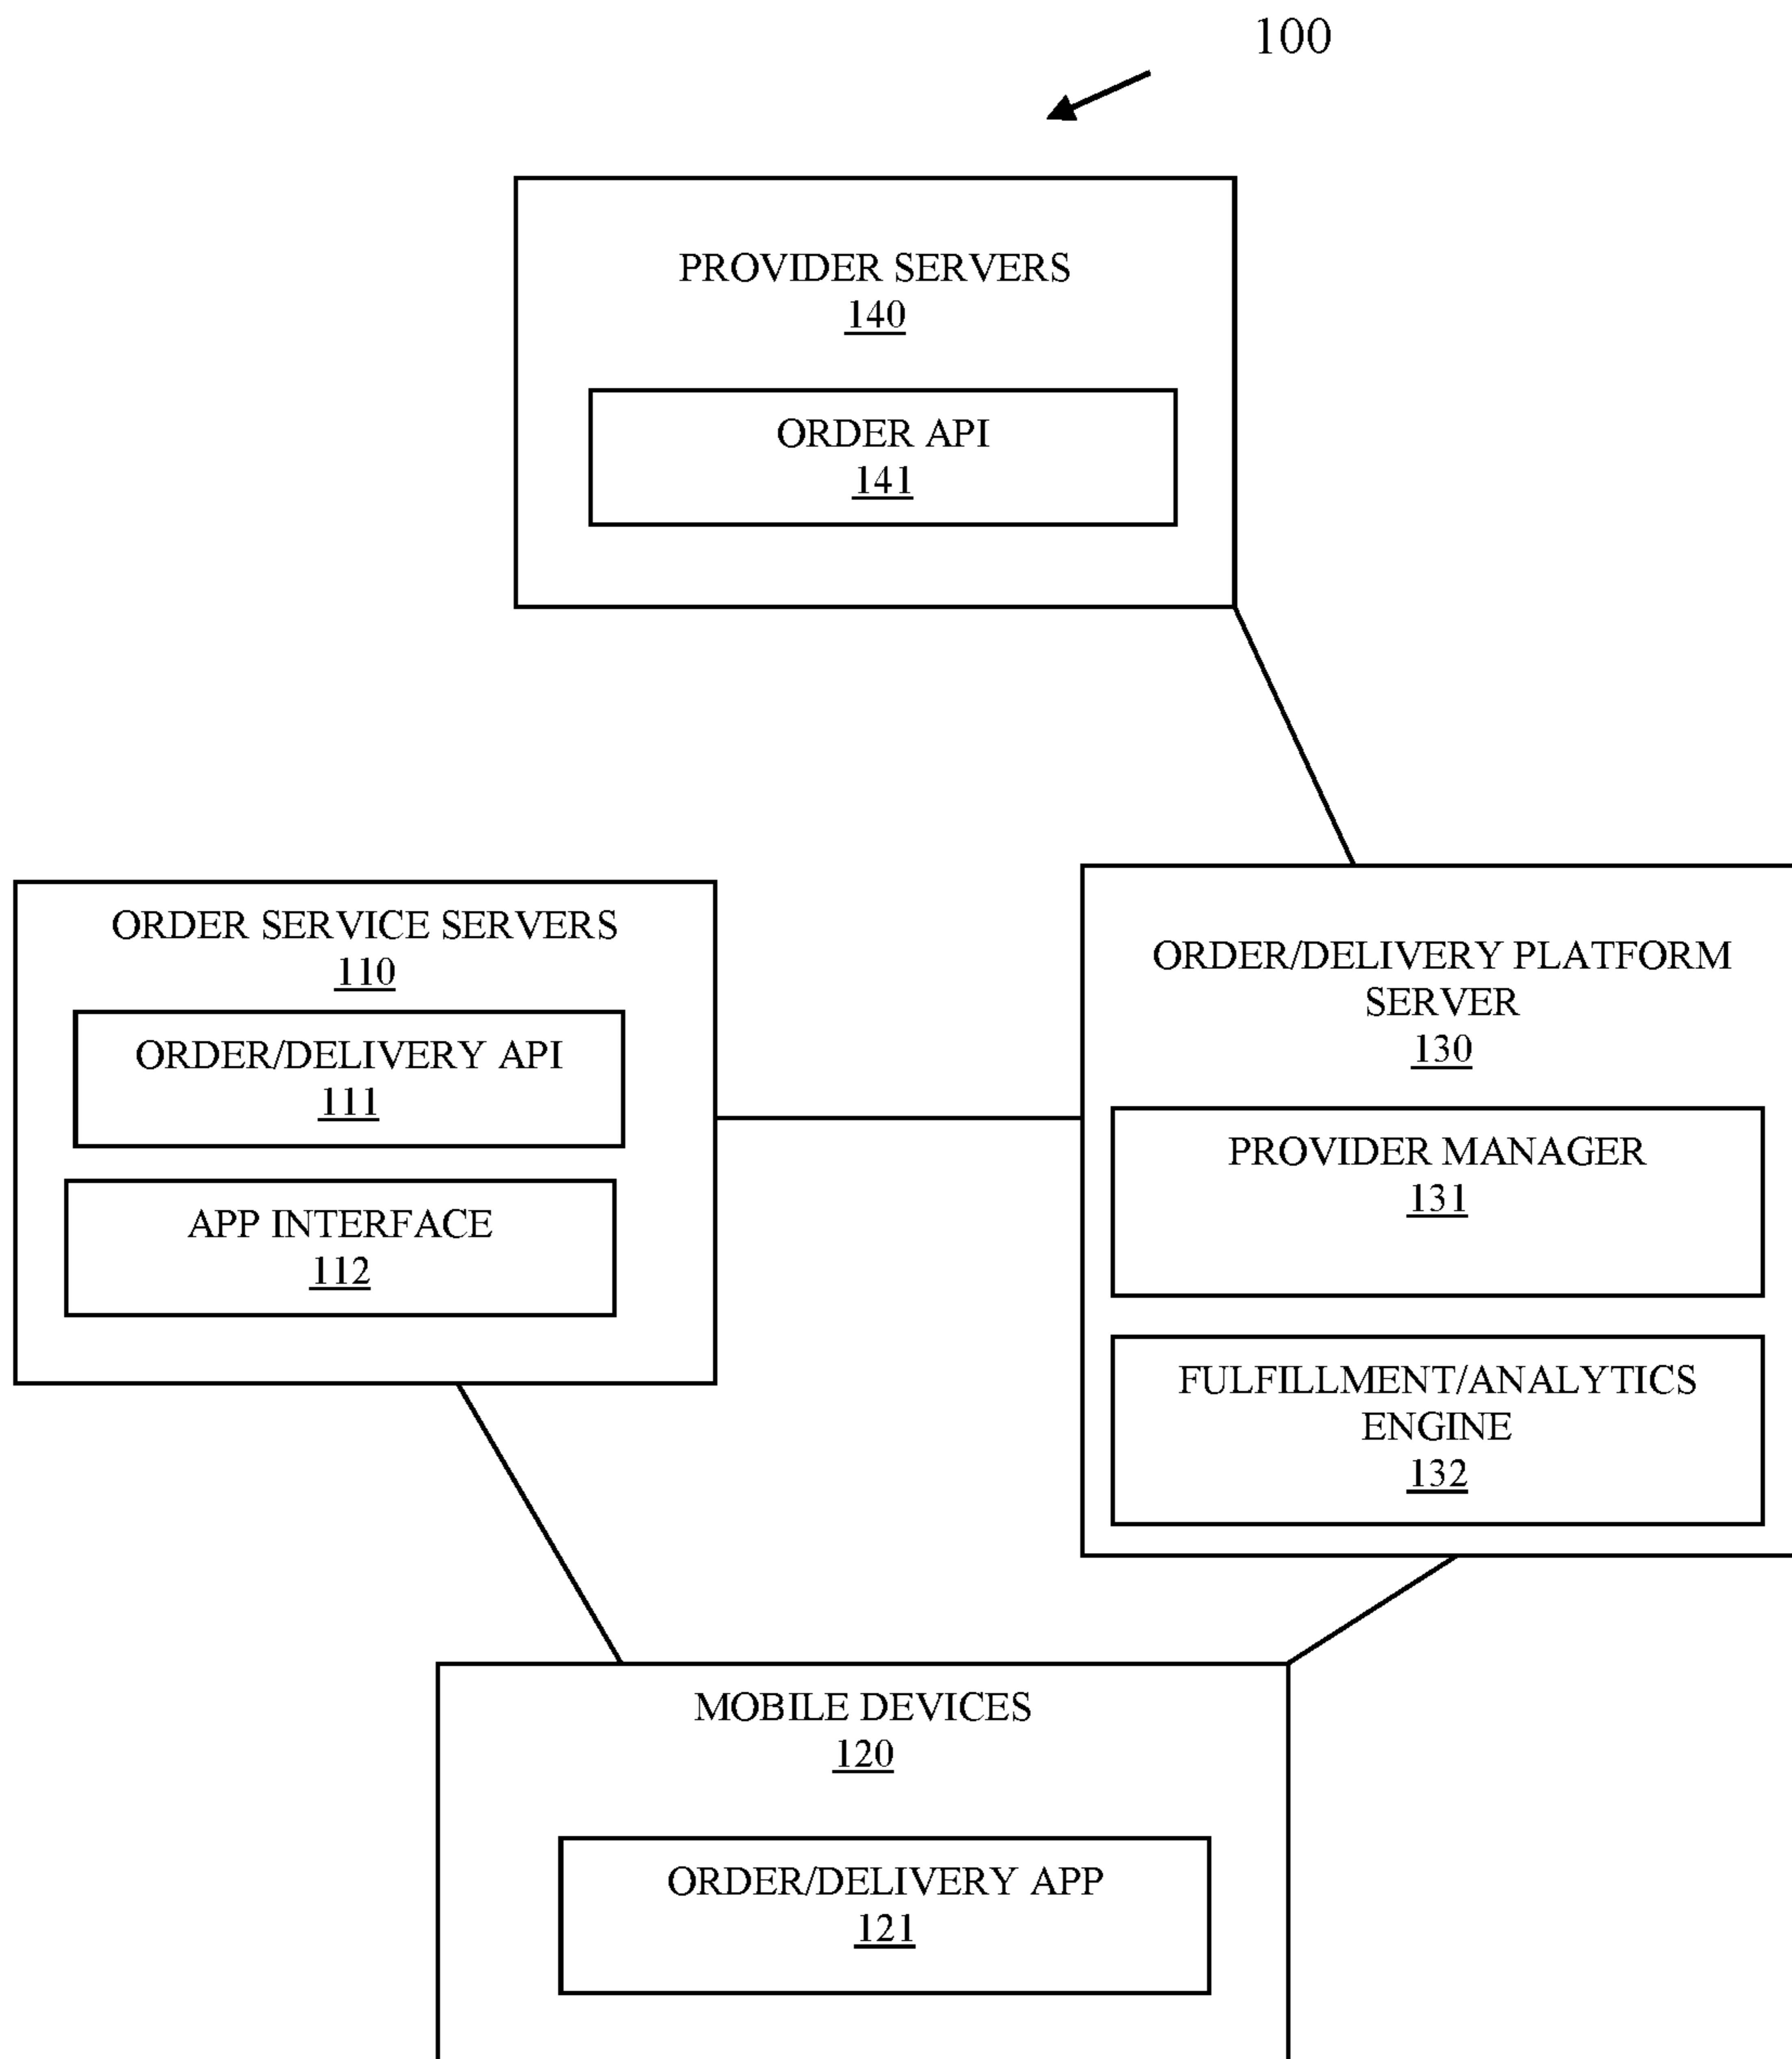 100
PROVIDER SERVERS
140
ORDER API
141
ORDER SERVICE SERVERS
110
ORDER/DELIVERY API
111
APP INTERFACE
112
ORDER/DELIVERY PLATFORM
SERVER
130
PROVIDER MANAGER
131
FULFILLMENT/ANALYTICS
ENGINE
132
MOBILE DEVICES
120
ORDER/DELIVERY APP
121